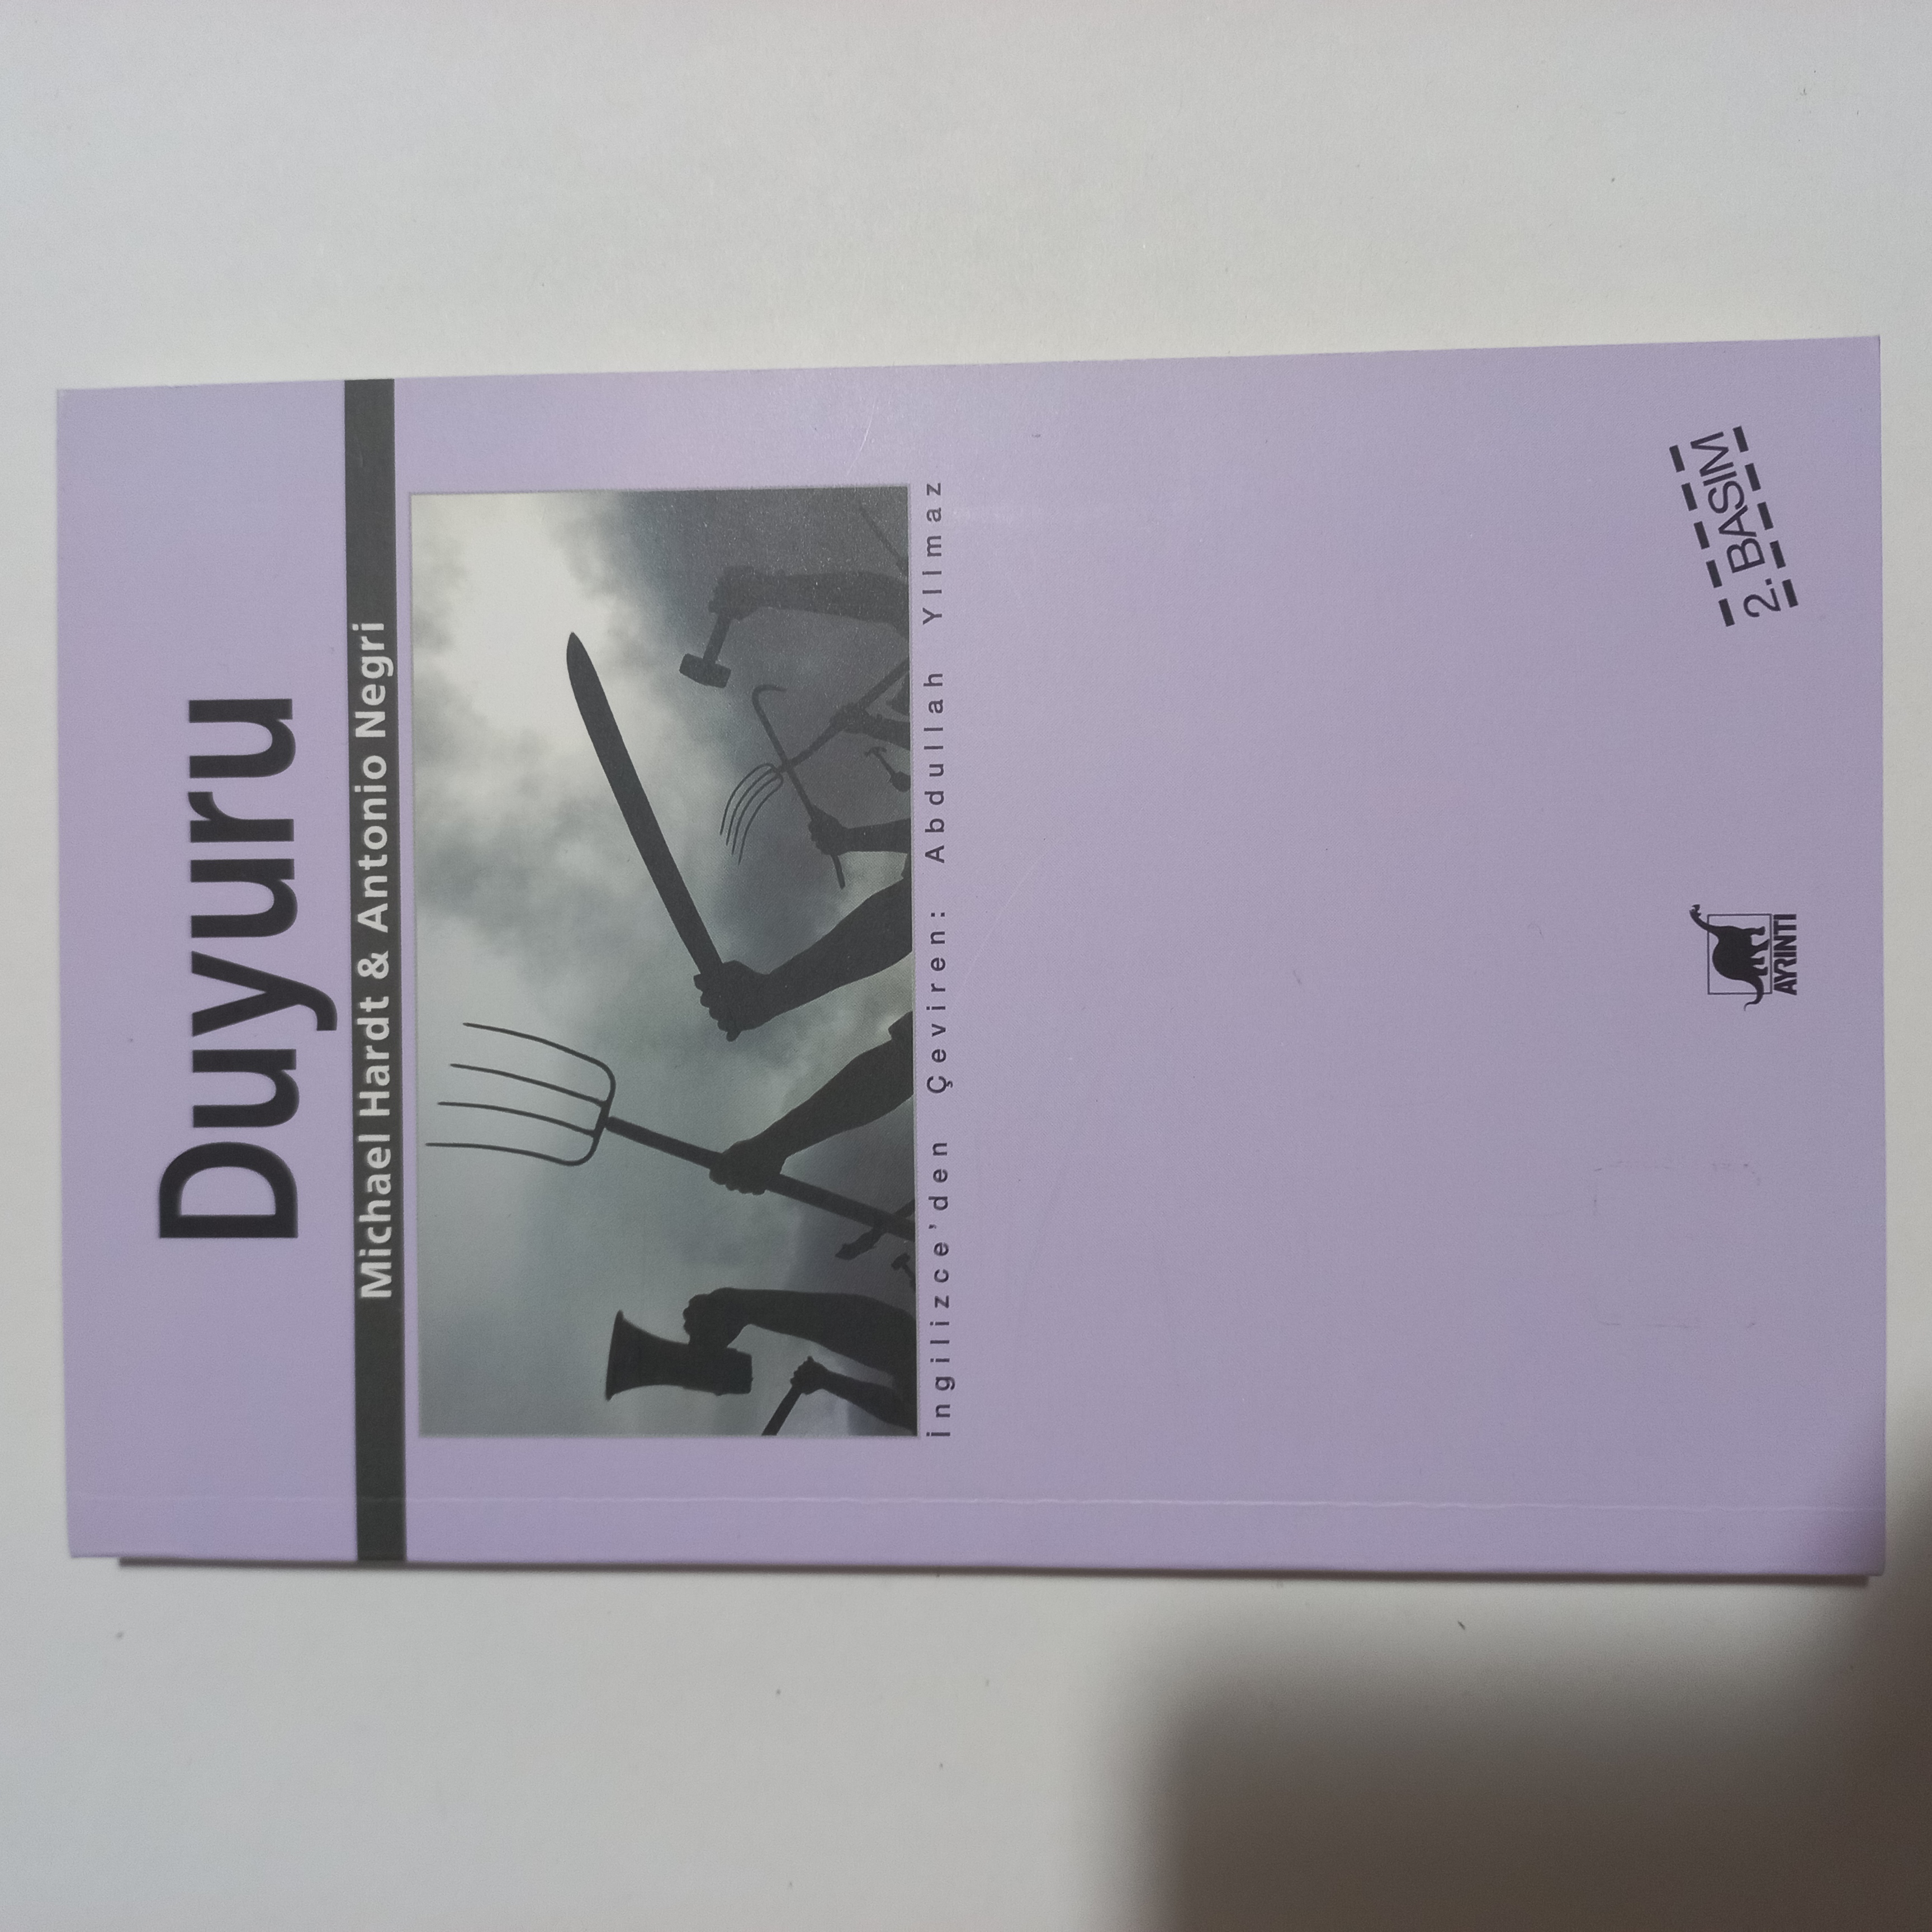 Duyuru
Michael Hardt & Antonio Negri
İngilizce'den Çeviren: Abdullah Yılmaz
2. BASIM
AYRINTI